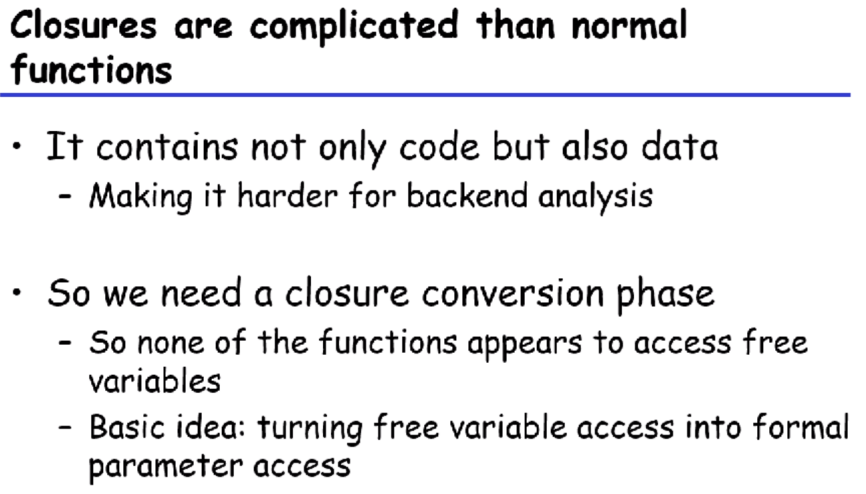 Closures are complicated than normal
functions
• It contains not only code but also data
– Making it harder for backend analysis
• So we need a closure conversion phase
– So none of the functions appears to access free
variables
– Basic idea: turning free variable access into formal
parameter access